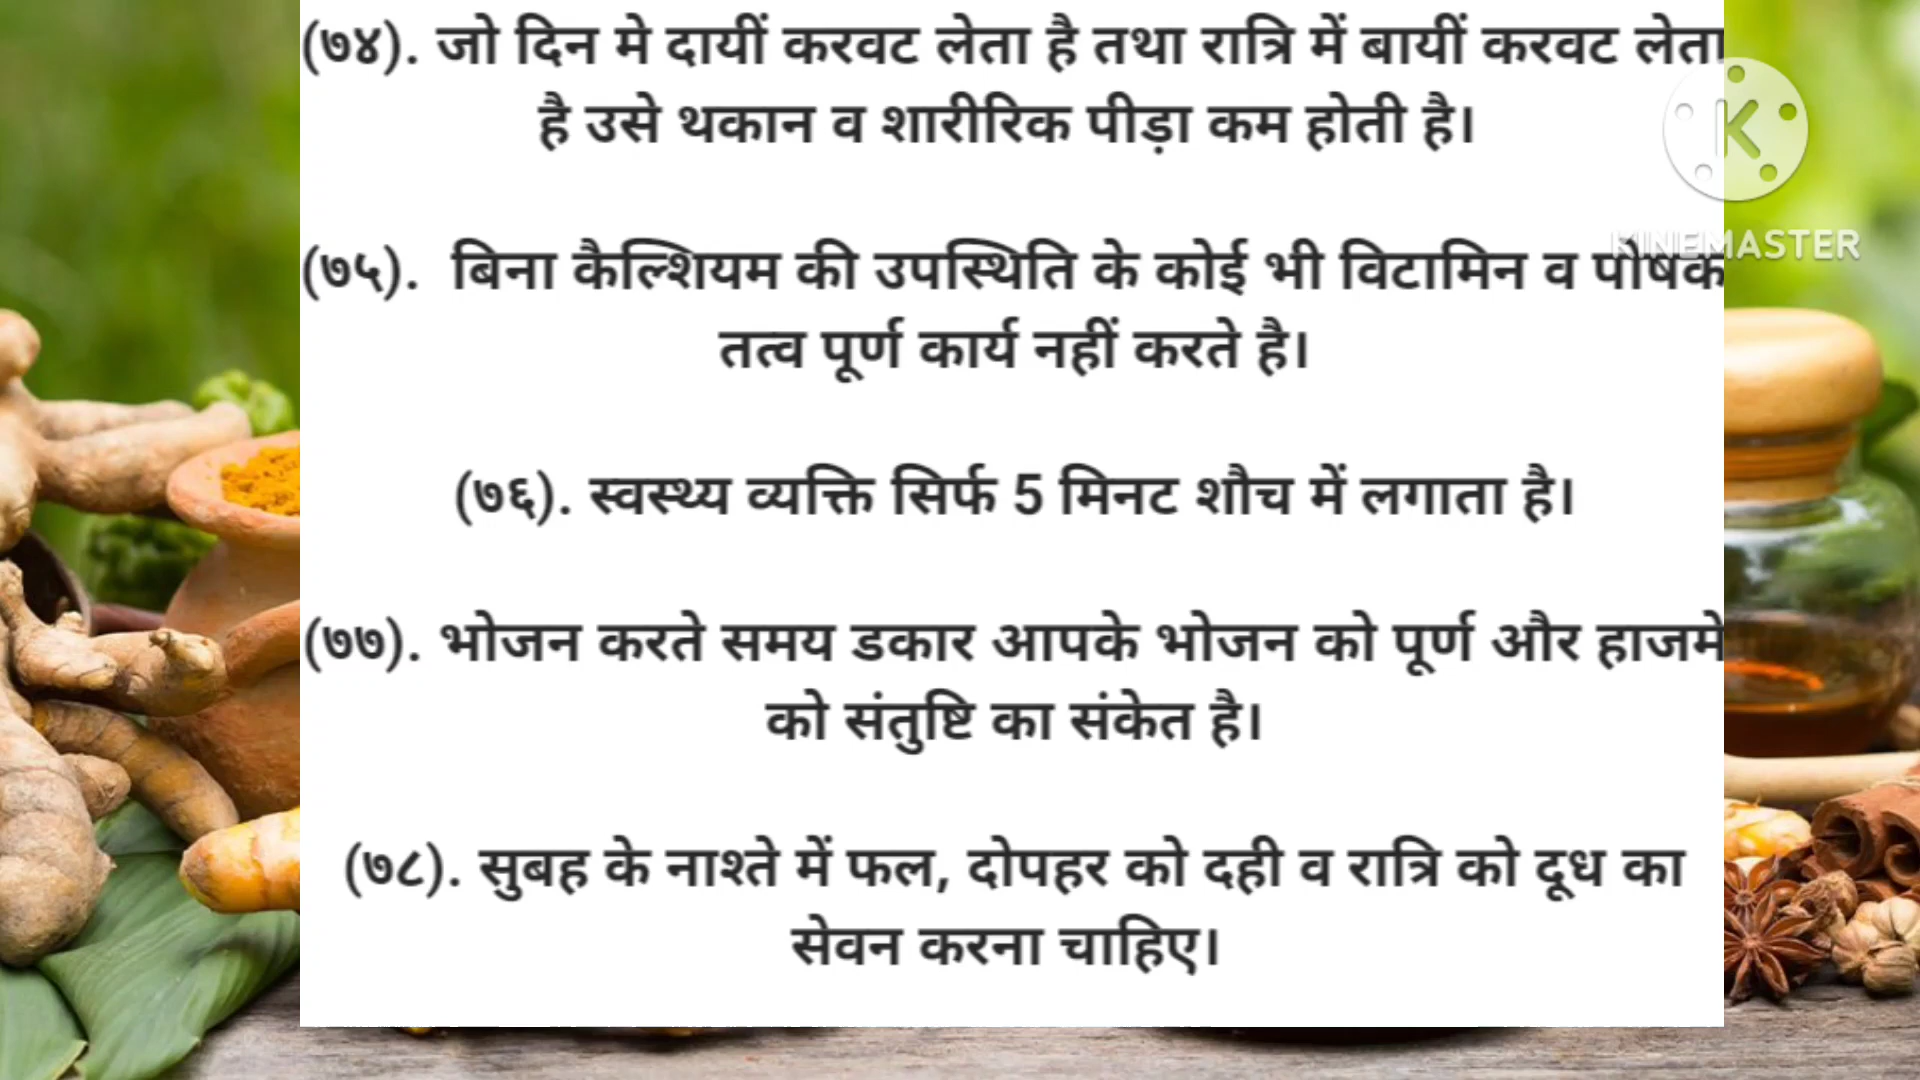 (७४). जो दिन मे दायीं करवट लेता है तथा रात्रि में बायीं करवट लेता
है उसे थकान व शारीरिक पीड़ा कम होती है।
(७५). बिना कैल्शियम की उपस्थिति के कोई भी विटामिन व पोषक
तत्व पूर्ण कार्य नहीं करते है।
(७६). स्वस्थ्य व्यक्ति सिर्फ 5 मिनट शौच में लगाता है।
(७७). भोजन करते समय डकार आपके भोजन को पूर्ण और हाजमे
को संतुष्टि का संकेत है।
(७८). सुबह के नाश्ते में फल, दोपहर को दही व रात्रि को दूध का
सेवन करना चाहिए।
K
KINEMASTER